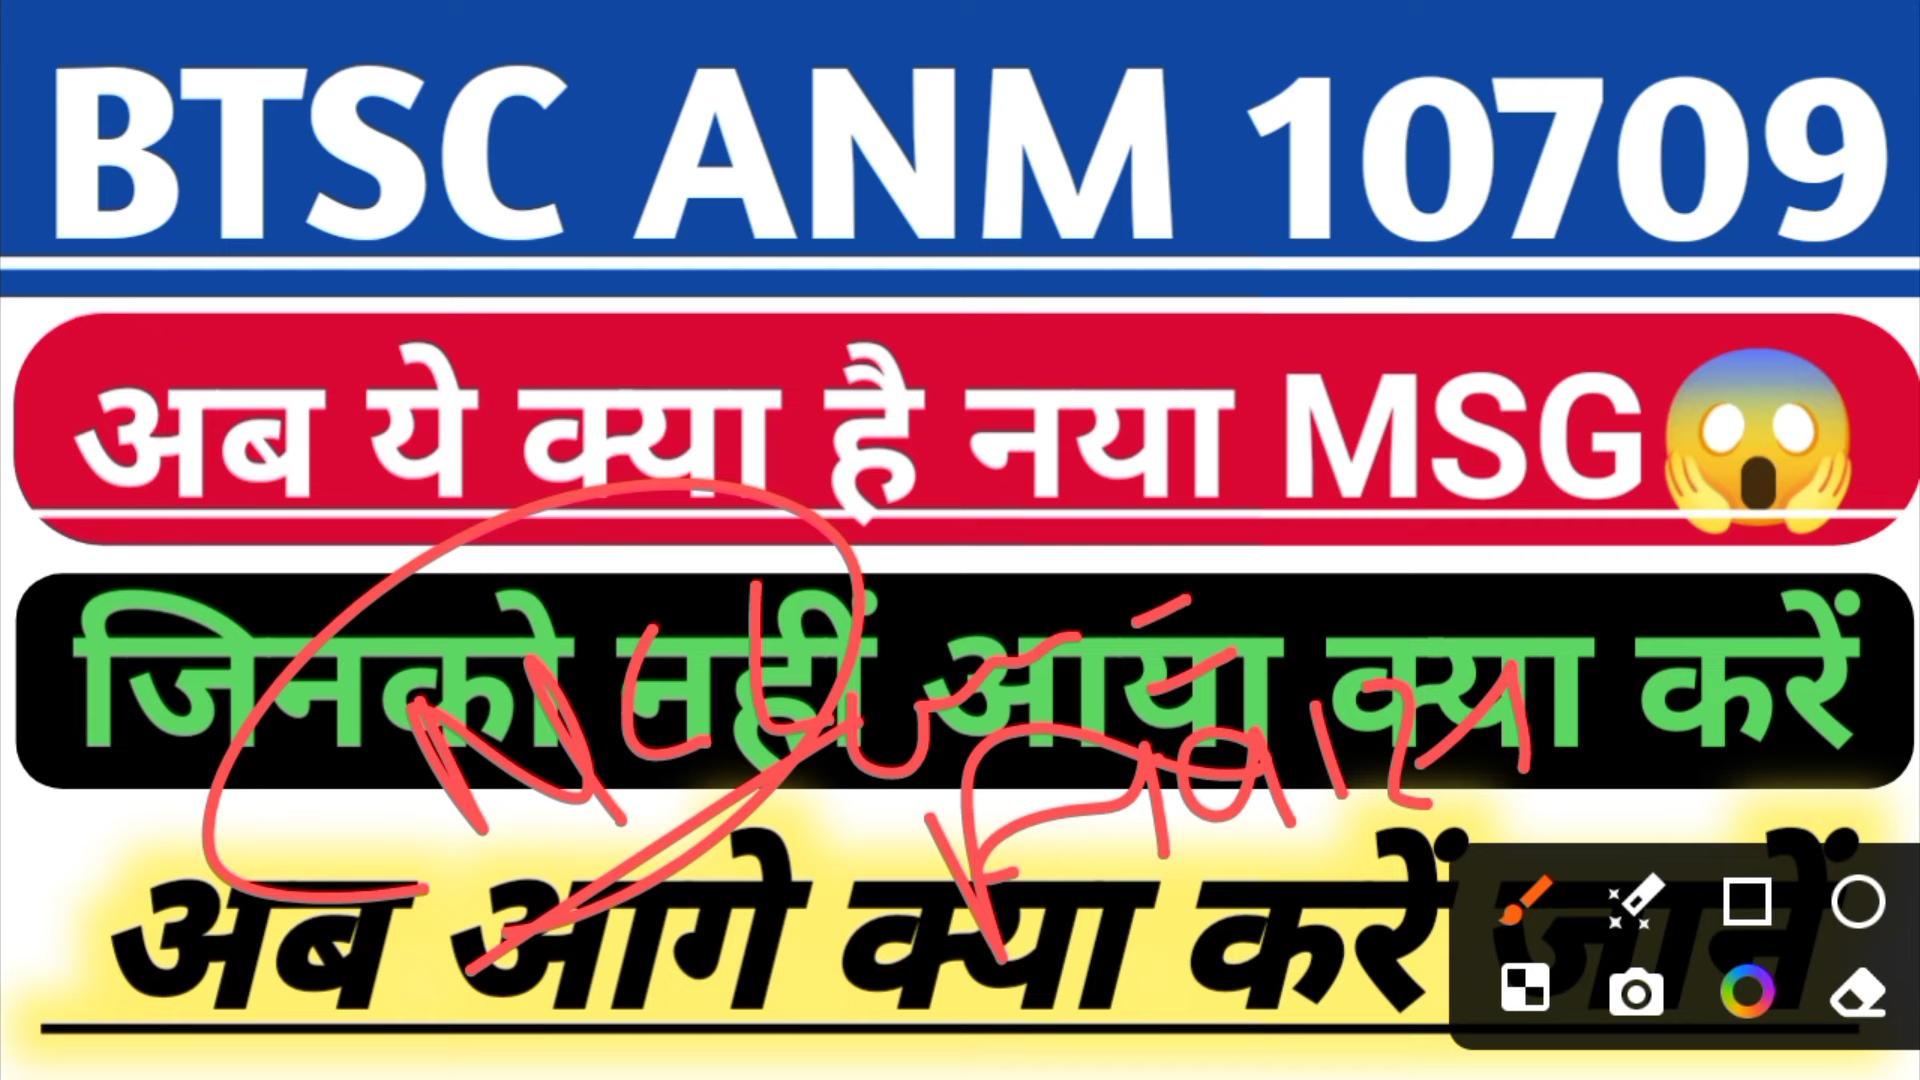 BTSC ANM 10709
अब ये क्या है नया MSG😱
जिनको नहीं आया क्या करें
अब आगे क्या करें जानें